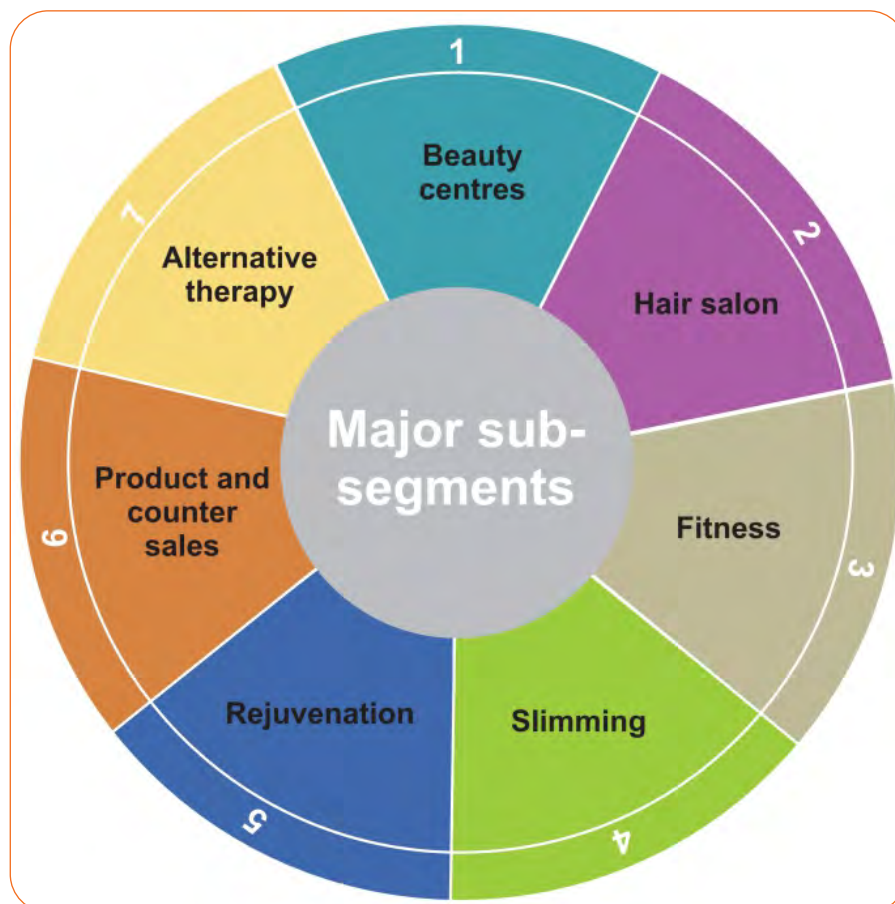 Major sub-
segments
1
Beauty
centres
2
Hair salon
3
Fitness
4
Slimming
5
Rejuvenation
6
Product and
counter
sales
7
Alternative
therapy